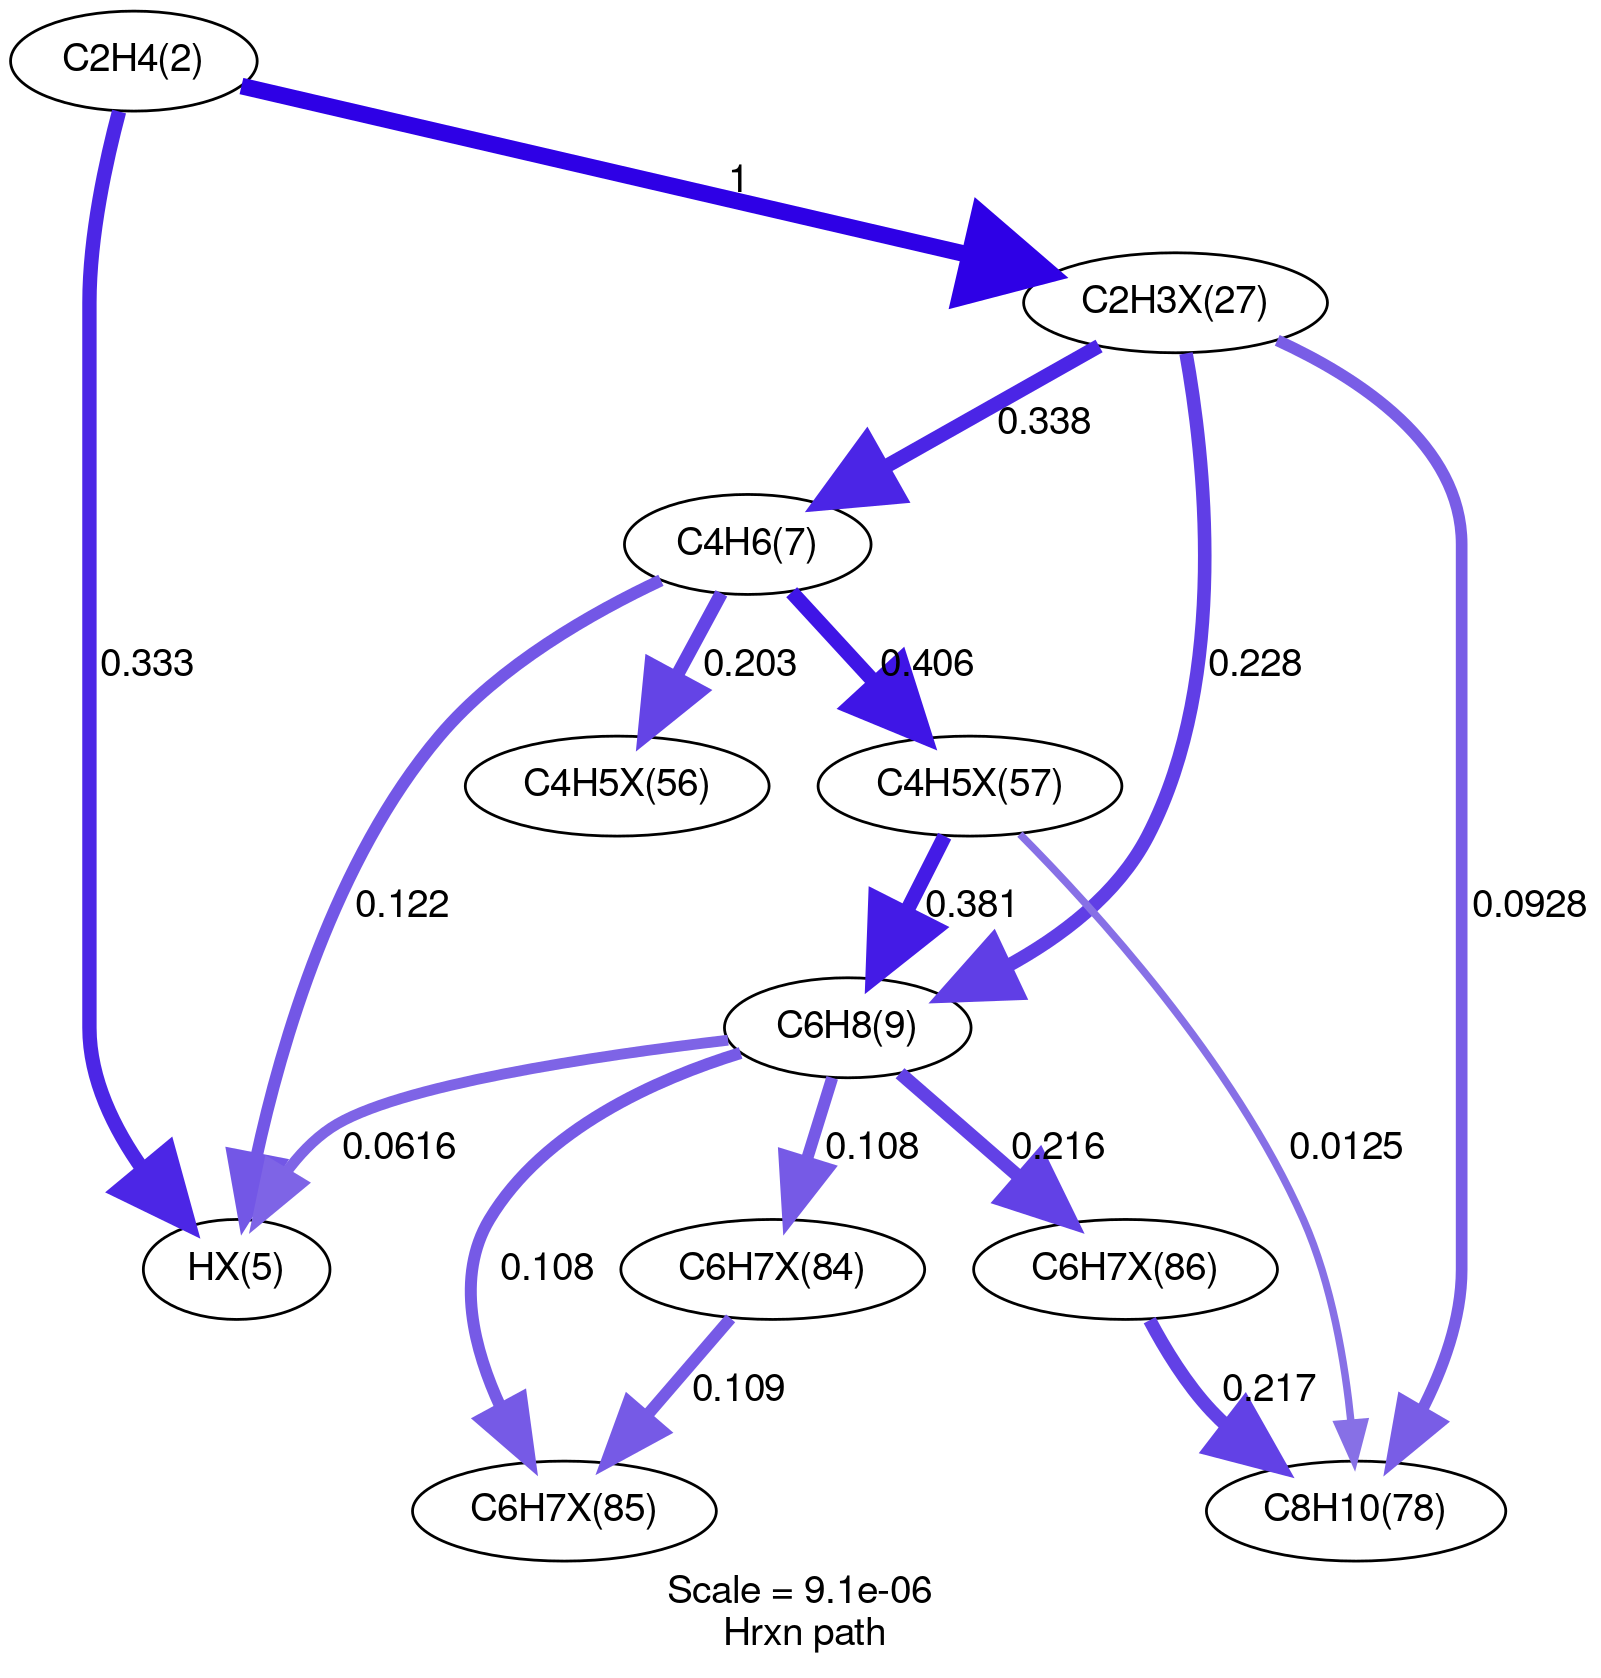 C2H4(2)
1
C2H3X(27)
0.338
C4H6(7)
0.333
0.203
0.406
0.228
C4H5X(56)
C4H5X(57)
0.122
0.381
0.0928
C6H8(9)
0.0616
0.108
0.216
0.0125
HX(5)
0.108
C6H7X(84)
C6H7X(86)
0.109
0.217
C6H7X(85)
C8H10(78)
Scale = 9.1e-06
Hrxn path